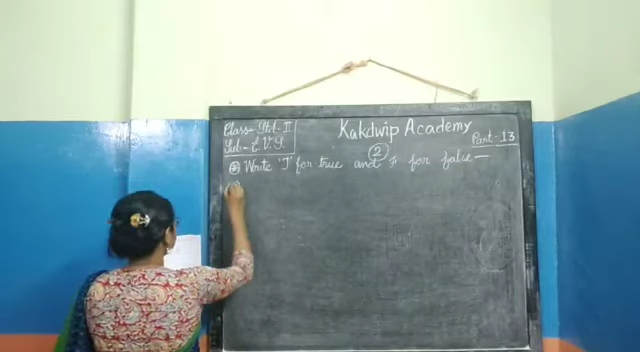 Class- Std.-II
Sub- E.V.S.
Kakdwip Academy
Part-13
2
Write 'T' for true and F for false—